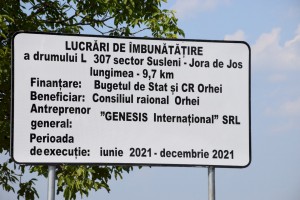 LUCRĂRI DE ÎMBUNĂTĂȚIRE
a drumului L 307 sector Susleni - Jora de Jos
lungimea - 9,7 km
Finanțare: Bugetul de Stat și CR Orhei
Beneficiar: Consiliul raional Orhei
Antreprenor
general: "GENESIS Internațional" SRL
Perioada
de execuție: iunie 2021 - decembrie 2021